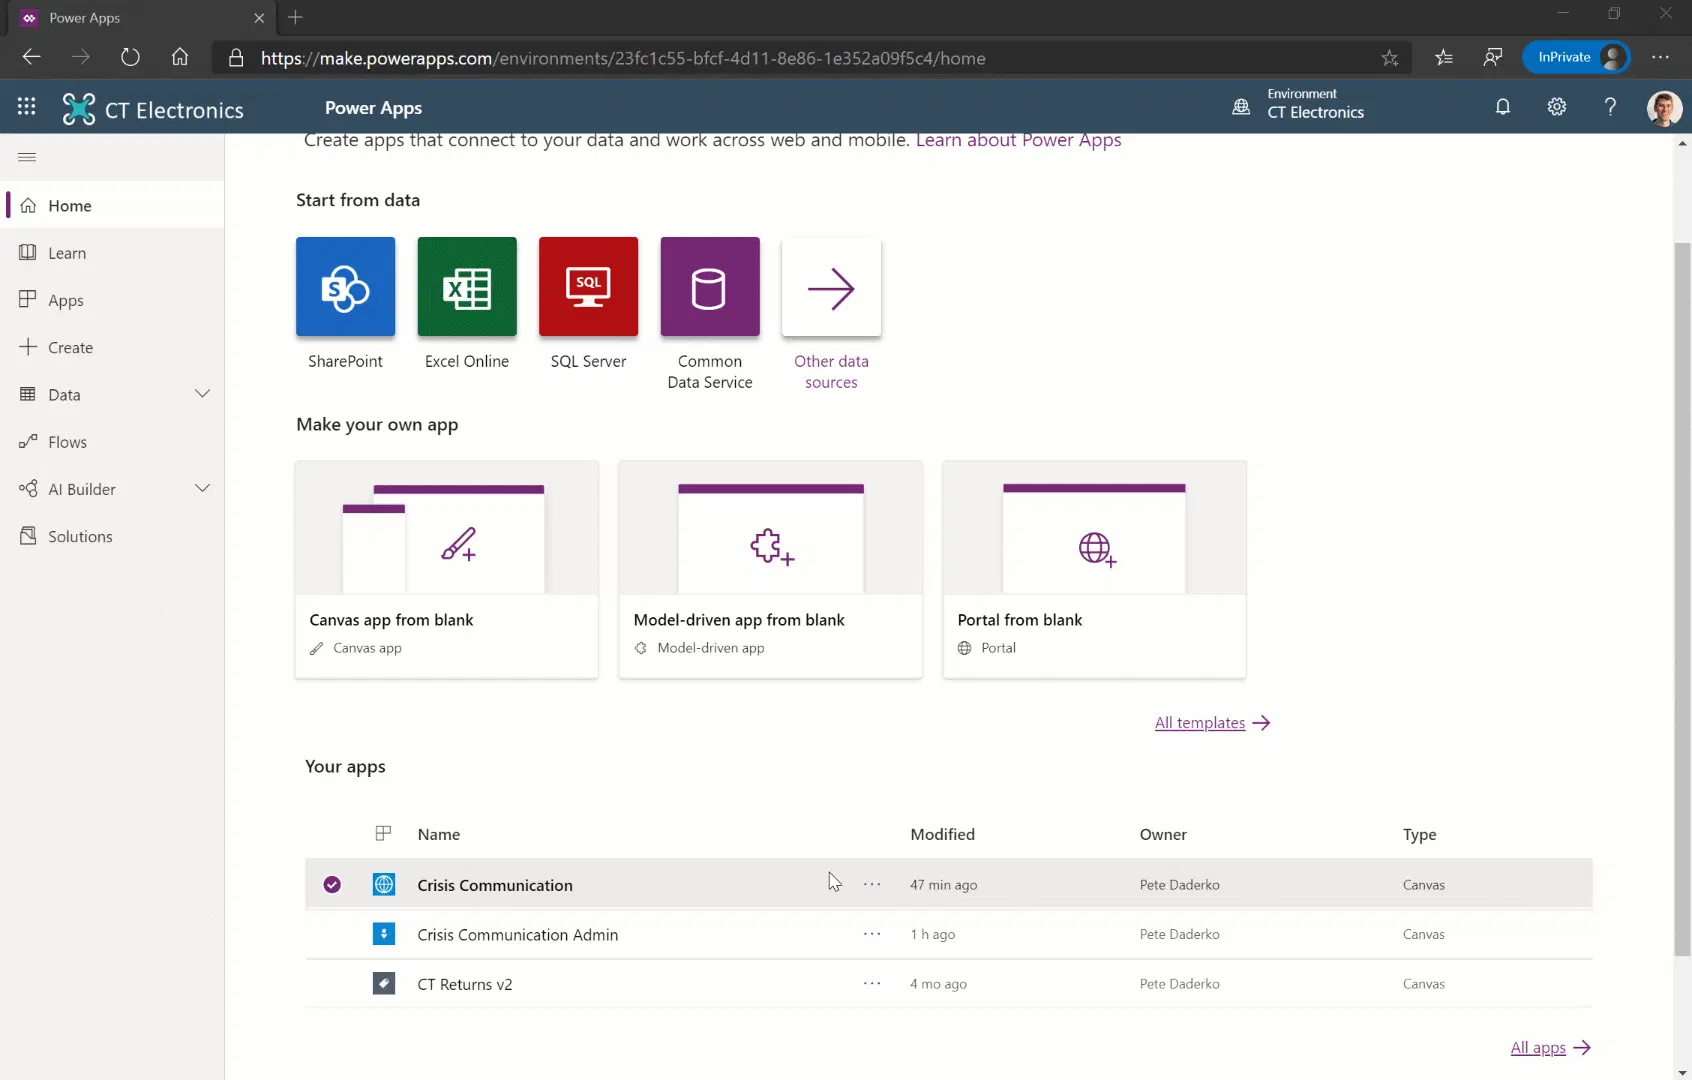 Power Apps
https://make.powerapps.com/environments/23fc1c55-bfcf-4d11-8e86-1e352a09f5c4/home
InPrivate
CT Electronics
Power Apps
Environment
CT Electronics
Create apps that connect to your data and work across web and mobile. Learn about Power Apps
Home
Learn
Apps
Create
Data
Flows
AI Builder
Solutions
Start from data
S
X
SQL
SharePoint
Excel Online
SQL Server
Common
Data Service
Other data
sources
Make your own app
Canvas app from blank
Canvas app
Model-driven app from blank
Model-driven app
Portal from blank
Portal
All templates
Your apps
Name Modified Owner Type
Crisis Communication 47 min ago Pete Daderko Canvas
Crisis Communication Admin 1 h ago Pete Daderko Canvas
CT Returns v2 4 mo ago Pete Daderko Canvas
All apps